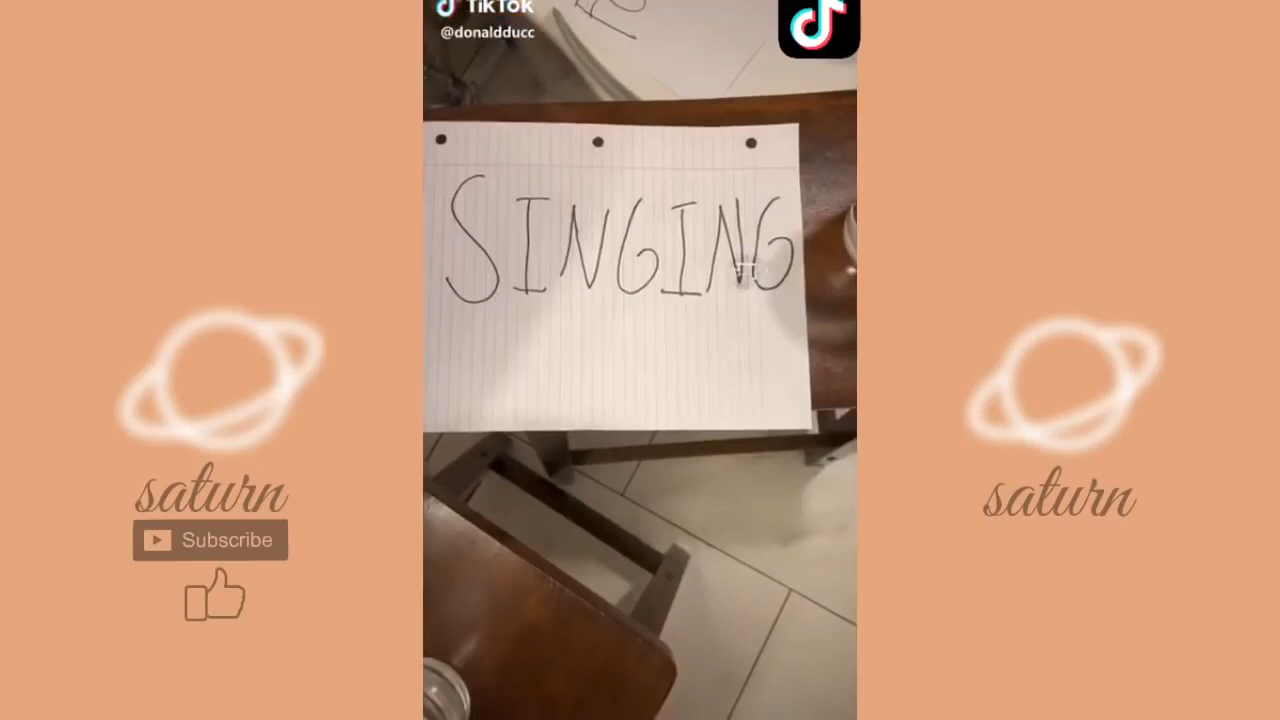 TikTok
@donaldducc
SINGING
saturn
Subscribe
saturn